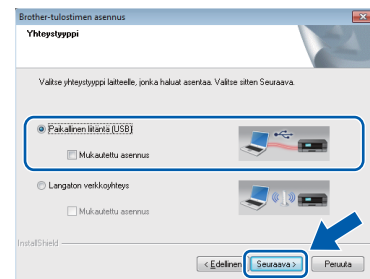 Brother-tulostimen asennus
Yhteystyyppi
Valitse yhteystyyppi laitteelle, jonka haluat asentaa. Valitse sitten Seuraava.
Paikallinen liitäntä (USB)
Mukautettu asennus
Langaton verkkoyhteys
Mukautettu asennus
InstallShield
< Edellinen
Seuraava >
Peruuta